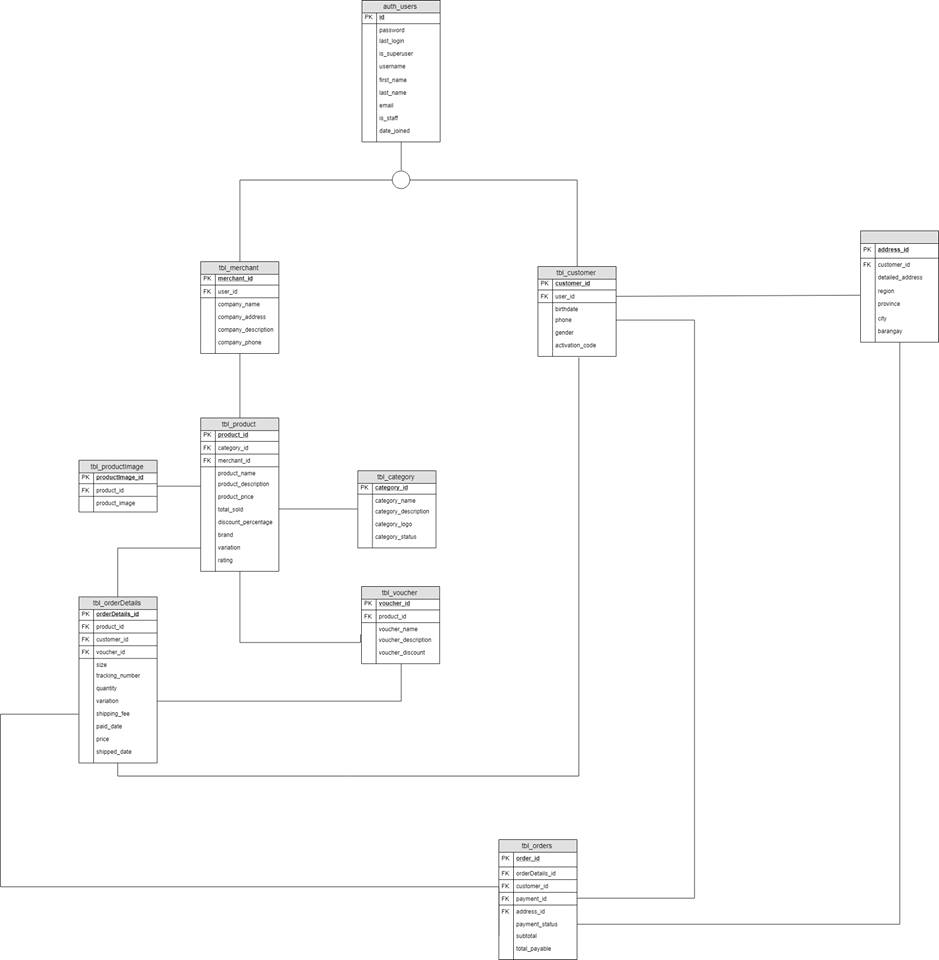 auth_users
PK id
password
last_login
is_superuser
username
first_name
last_name
email
is_staff
date_joined
tbl_merchant
PK merchant_id
FK user_id
company_name
company_address
company_description
company_phone
tbl_customer
PK customer_id
FK user_id
birthdate
phone
gender
activation_code
PK address_id
FK customer_id
detailed_address
region
province
city
barangay
tbl_product
PK product_id
FK category_id
FK merchant_id
product_name
product_description
product_price
total_sold
discount_percentage
brand
variation
rating
tbl_productImage
PK productImage_id
FK product_id
product_image
tbl_category
PK category_id
category_name
category_description
category_logo
category_status
tbl_voucher
PK voucher_id
FK product_id
voucher_name
voucher_description
voucher_discount
tbl_orderDetails
PK orderDetails_id
FK product_id
FK customer_id
FK voucher_id
size
tracking_number
quantity
variation
shipping_fee
paid_date
price
shipped_date
tbl_orders
PK order_id
FK orderDetails_id
FK customer_id
FK payment_id
FK address_id
payment_status
subtotal
total_payable